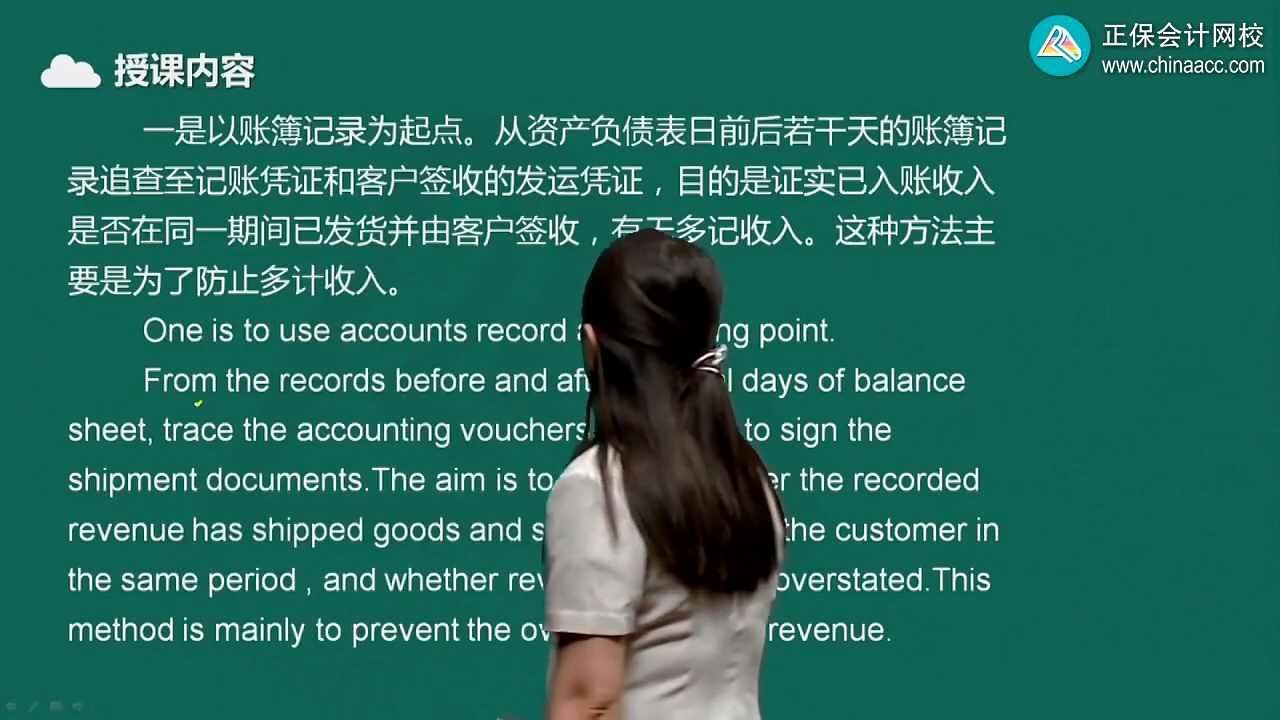 正保会计网校
www.chinaacc.com
授课内容
一是以账簿记录为起点。从资产负债表日前后若干天的账簿记
录追查至记账凭证和客户签收的发运凭证，目的是证实已入账收入
是否在同一期间已发货并由客户签收，有无多记收入。这种方法主
要是为了防止多计收入。
One is to use accounts record point.
From the records before and days of balance
sheet, trace the accounting vouchers to sign the
shipment documents.The aim is to the recorded
revenue has shipped goods and the customer in
the same period , and whether overstated.This
method is mainly to prevent the revenue.